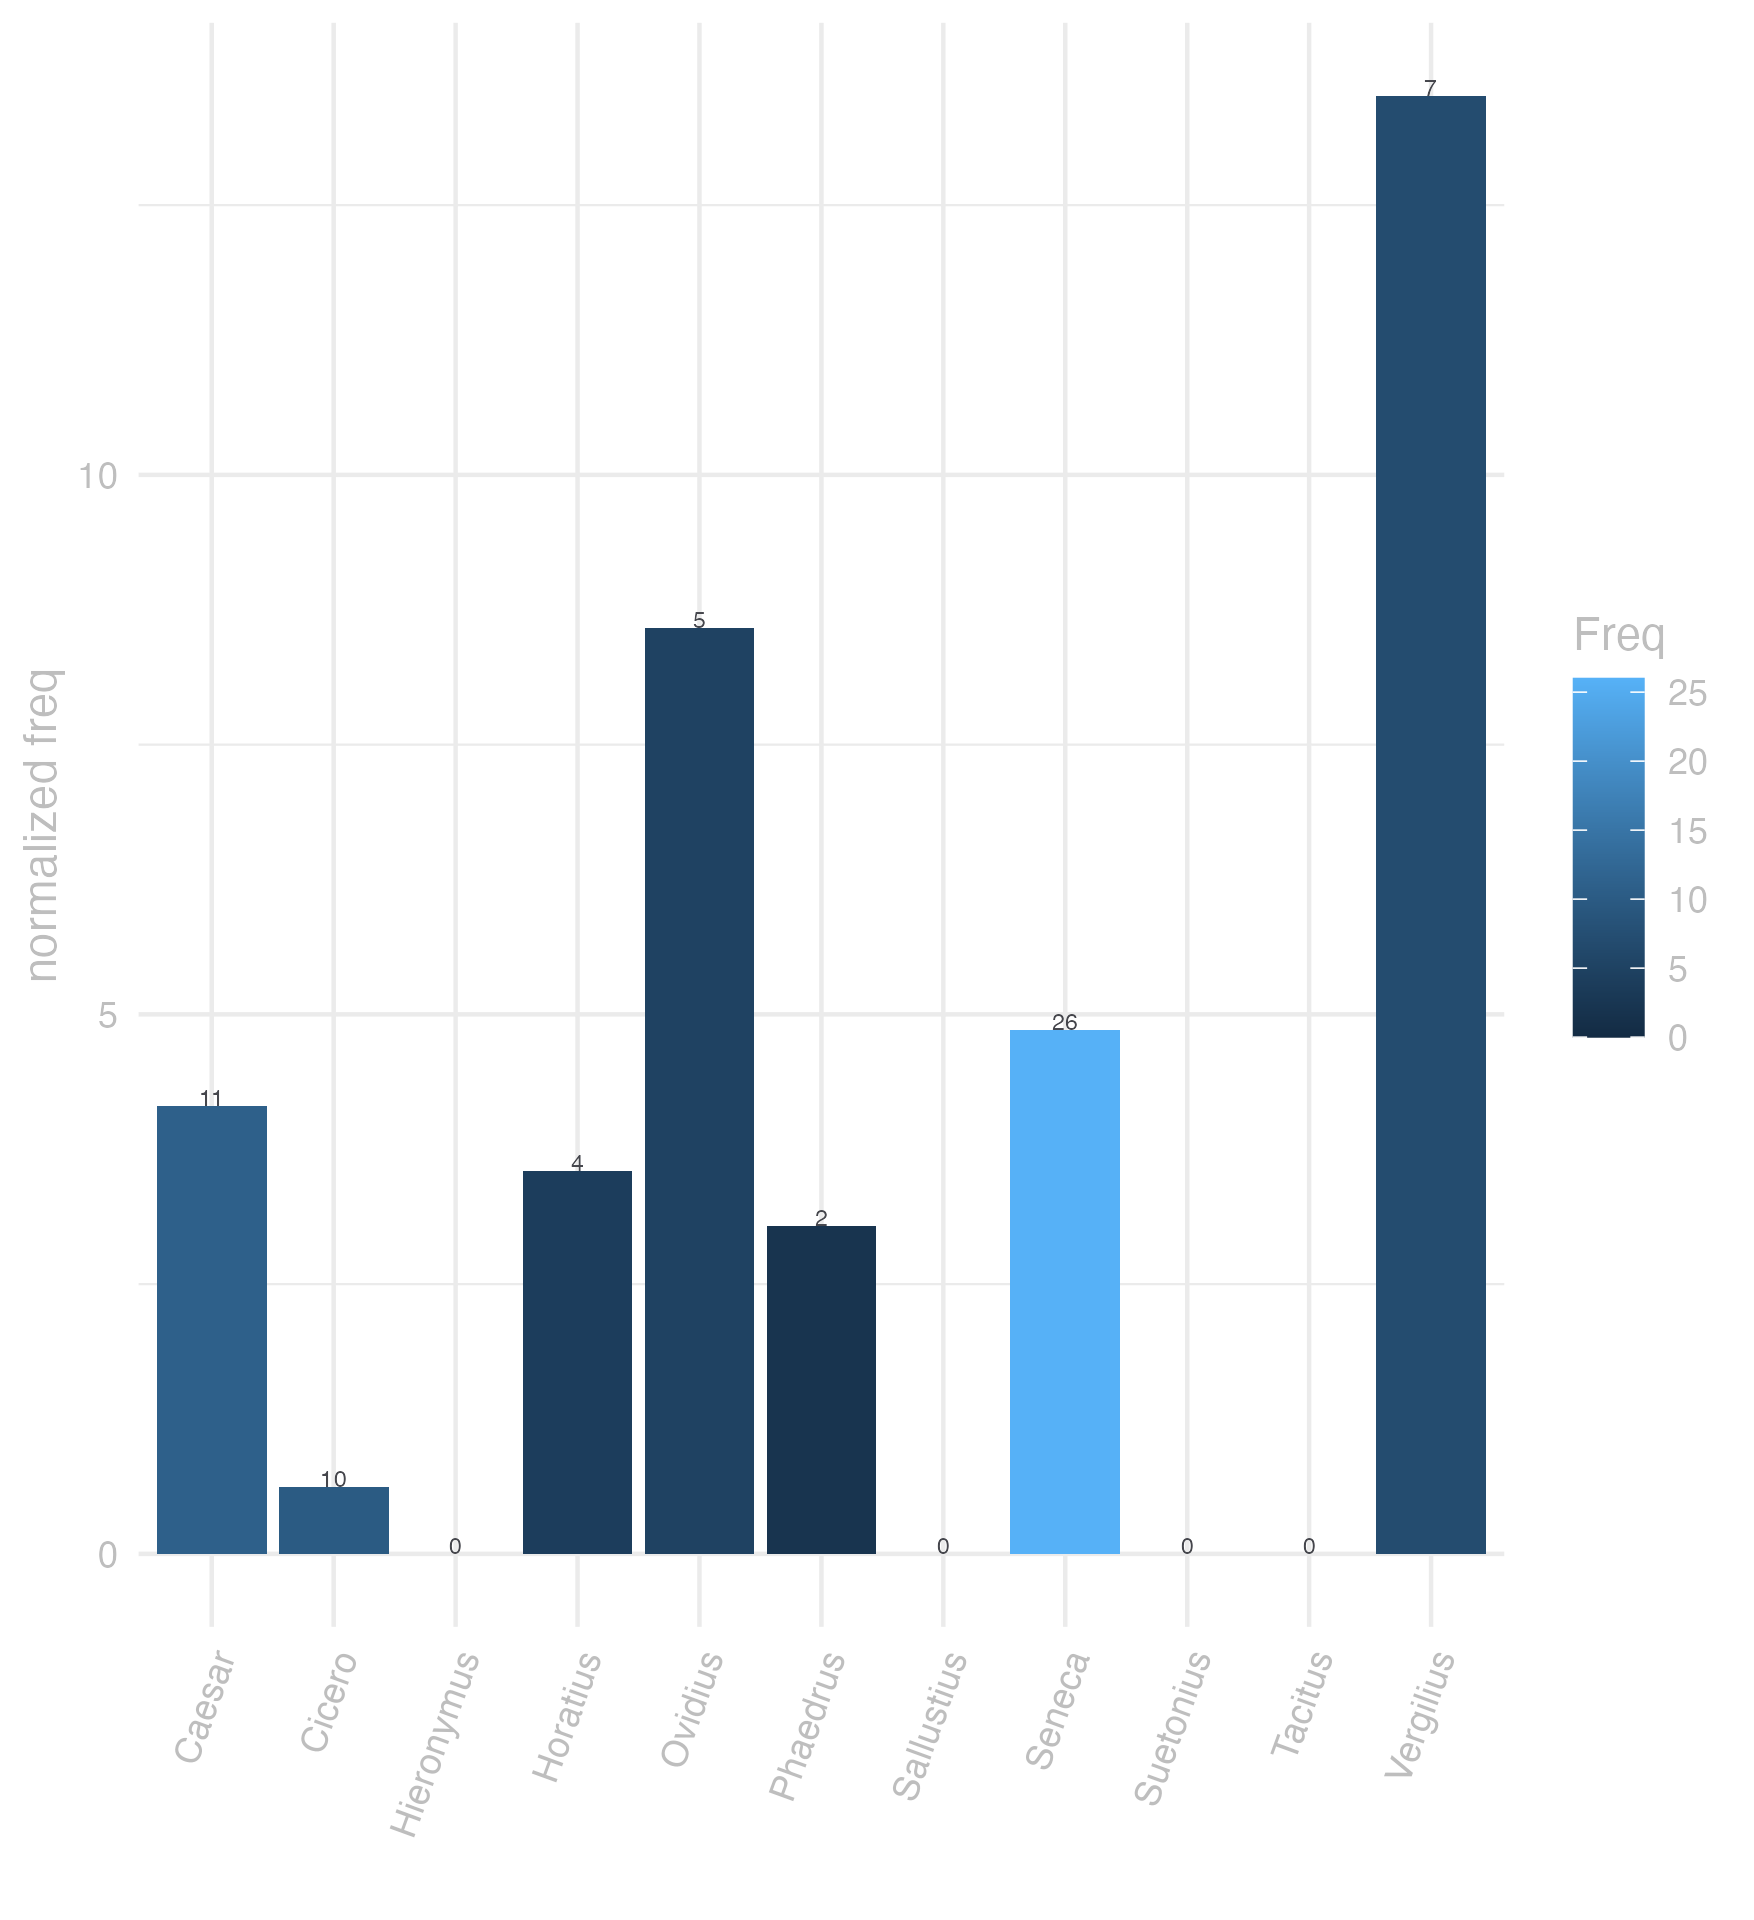 7
10
5
26
5
11
4
2
10
0
0
0
0
0
normalized freq
Caesar
Cicero
Hieronymus
Horatius
Ovidius
Phaedrus
Sallustius
Seneca
Suetonius
Tacitus
Vergilius
Freq
25
20
15
10
5
0